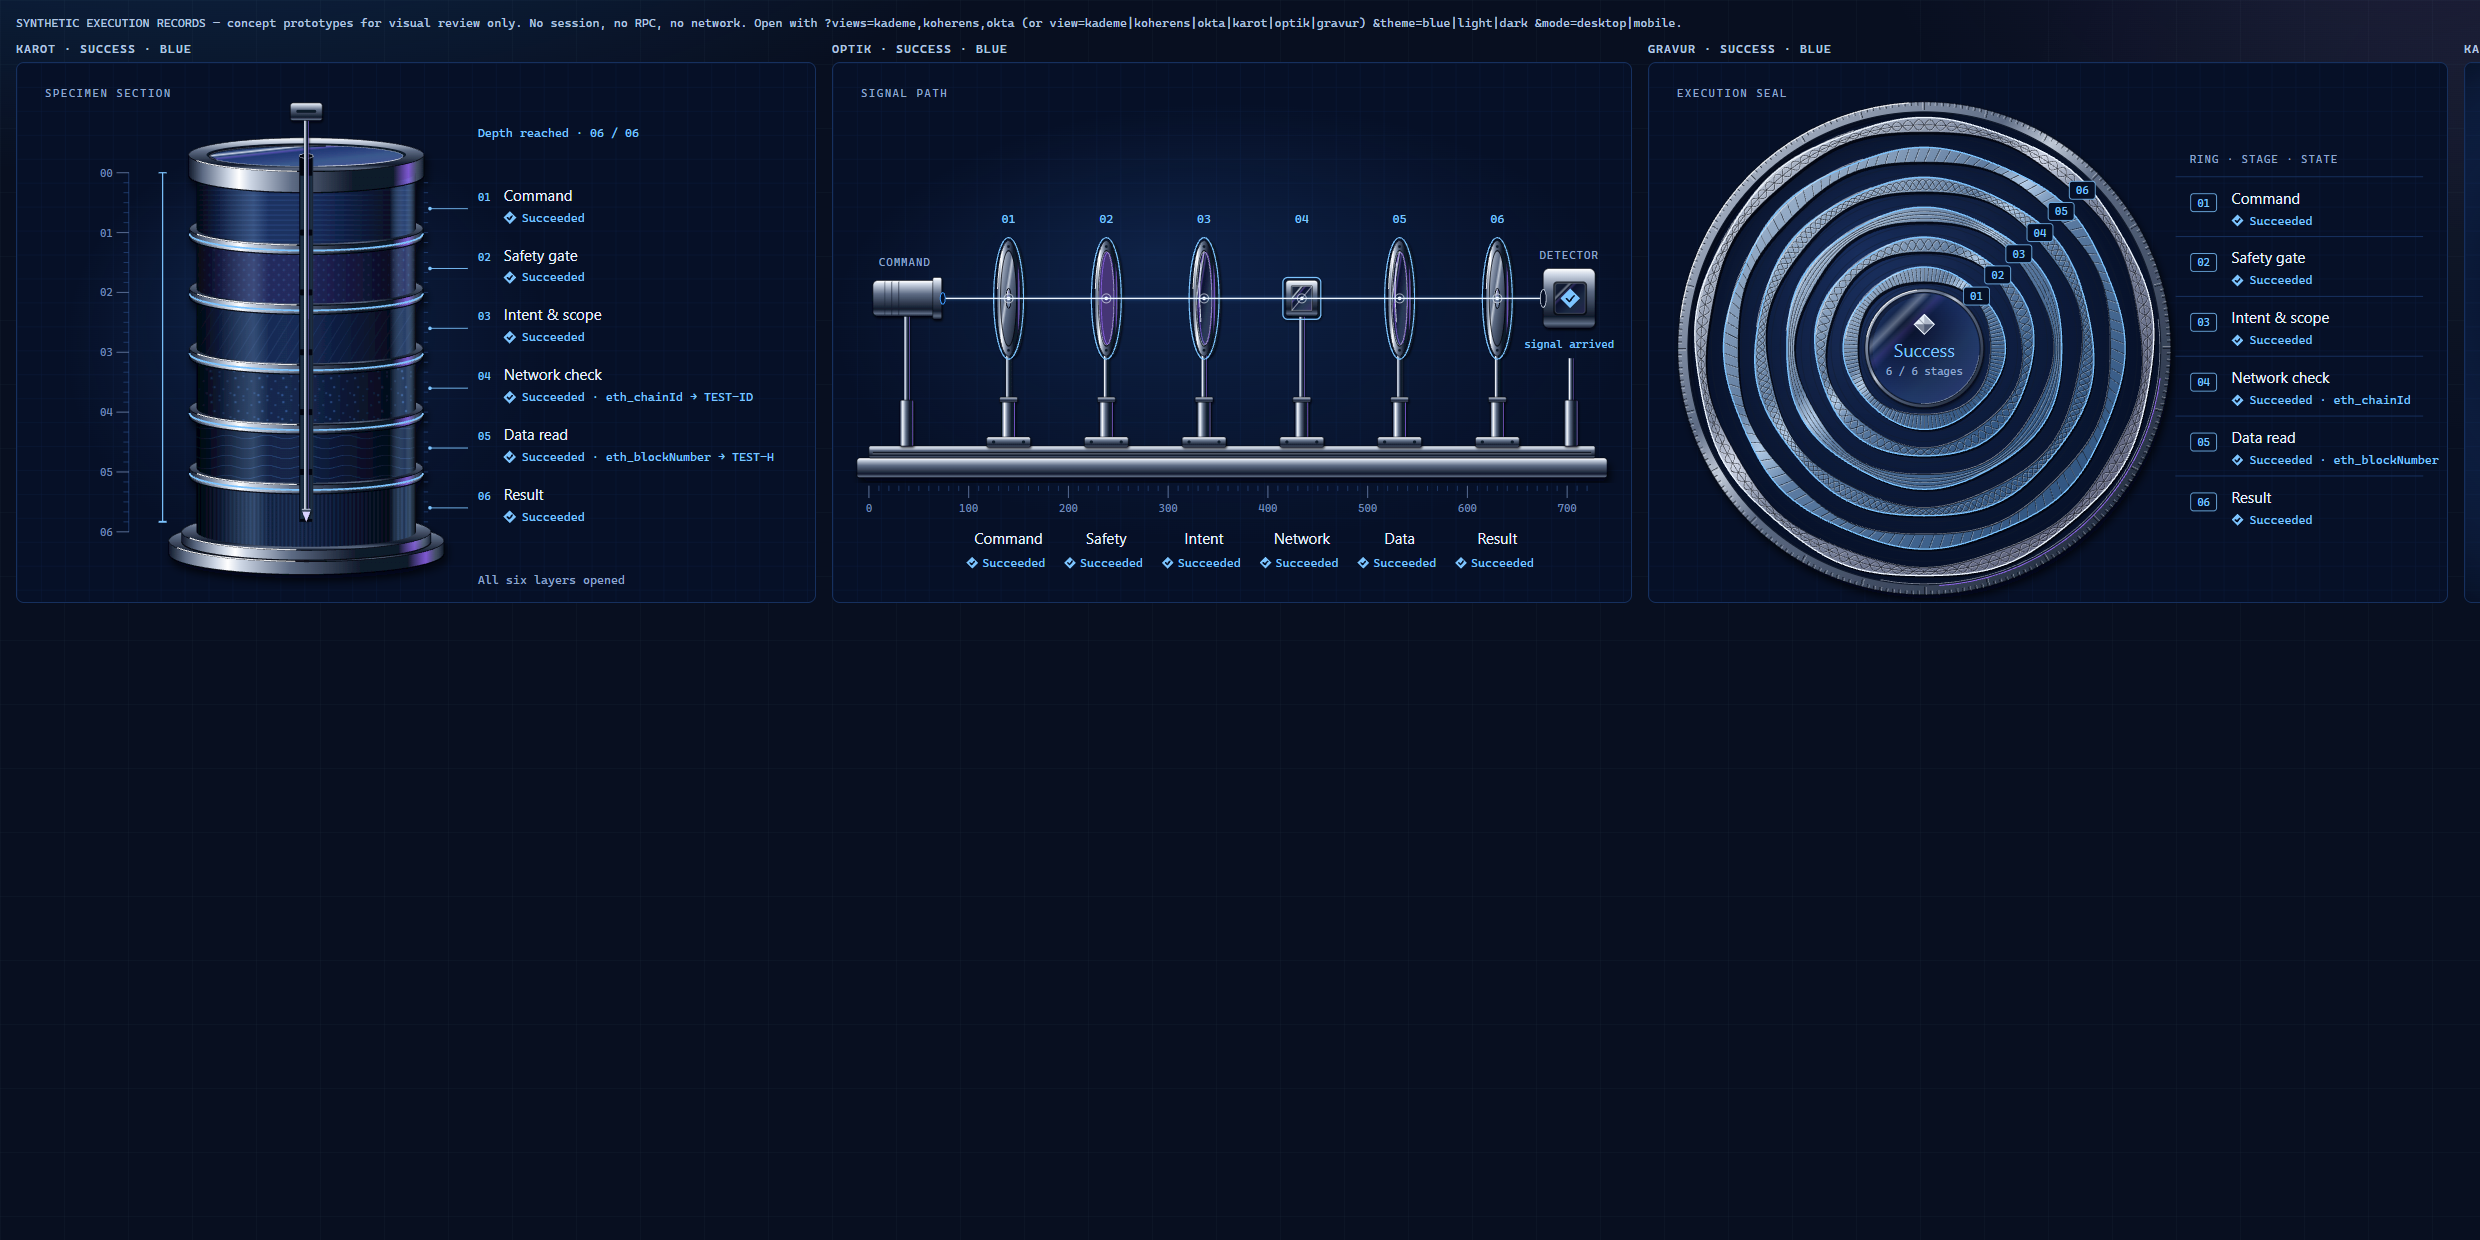 SYNTHETIC EXECUTION RECORDS — concept prototypes for visual review only. No session, no RPC, no network. Open with ?views=kademe,koherens,okta (or view=kademe|koherens|okta|karot|optik|gravur) &theme=blue|light|dark &mode=desktop|mobile.
KAROT · SUCCESS · BLUE
SPECIMEN SECTION
Depth reached · 06 / 06
00
01
02
03
04
05
06
01 Command
Succeeded
02 Safety gate
Succeeded
03 Intent & scope
Succeeded
04 Network check
Succeeded · eth_chainId → TEST-ID
05 Data read
Succeeded · eth_blockNumber → TEST-H
06 Result
Succeeded
All six layers opened
OPTIK · SUCCESS · BLUE
SIGNAL PATH
01 02 03 04 05 06
COMMAND
DETECTOR
signal arrived
0 100 200 300 400 500 600 700
Command Safety Intent Network Data Result
Succeeded Succeeded Succeeded Succeeded Succeeded Succeeded
GRAVUR · SUCCESS · BLUE
EXECUTION SEAL
06
05
04
03
02
01
Success
6 / 6 stages
RING · STAGE · STATE
01 Command
Succeeded
02 Safety gate
Succeeded
03 Intent & scope
Succeeded
04 Network check
Succeeded · eth_chainId
05 Data read
Succeeded · eth_blockNumber
06 Result
Succeeded
KA